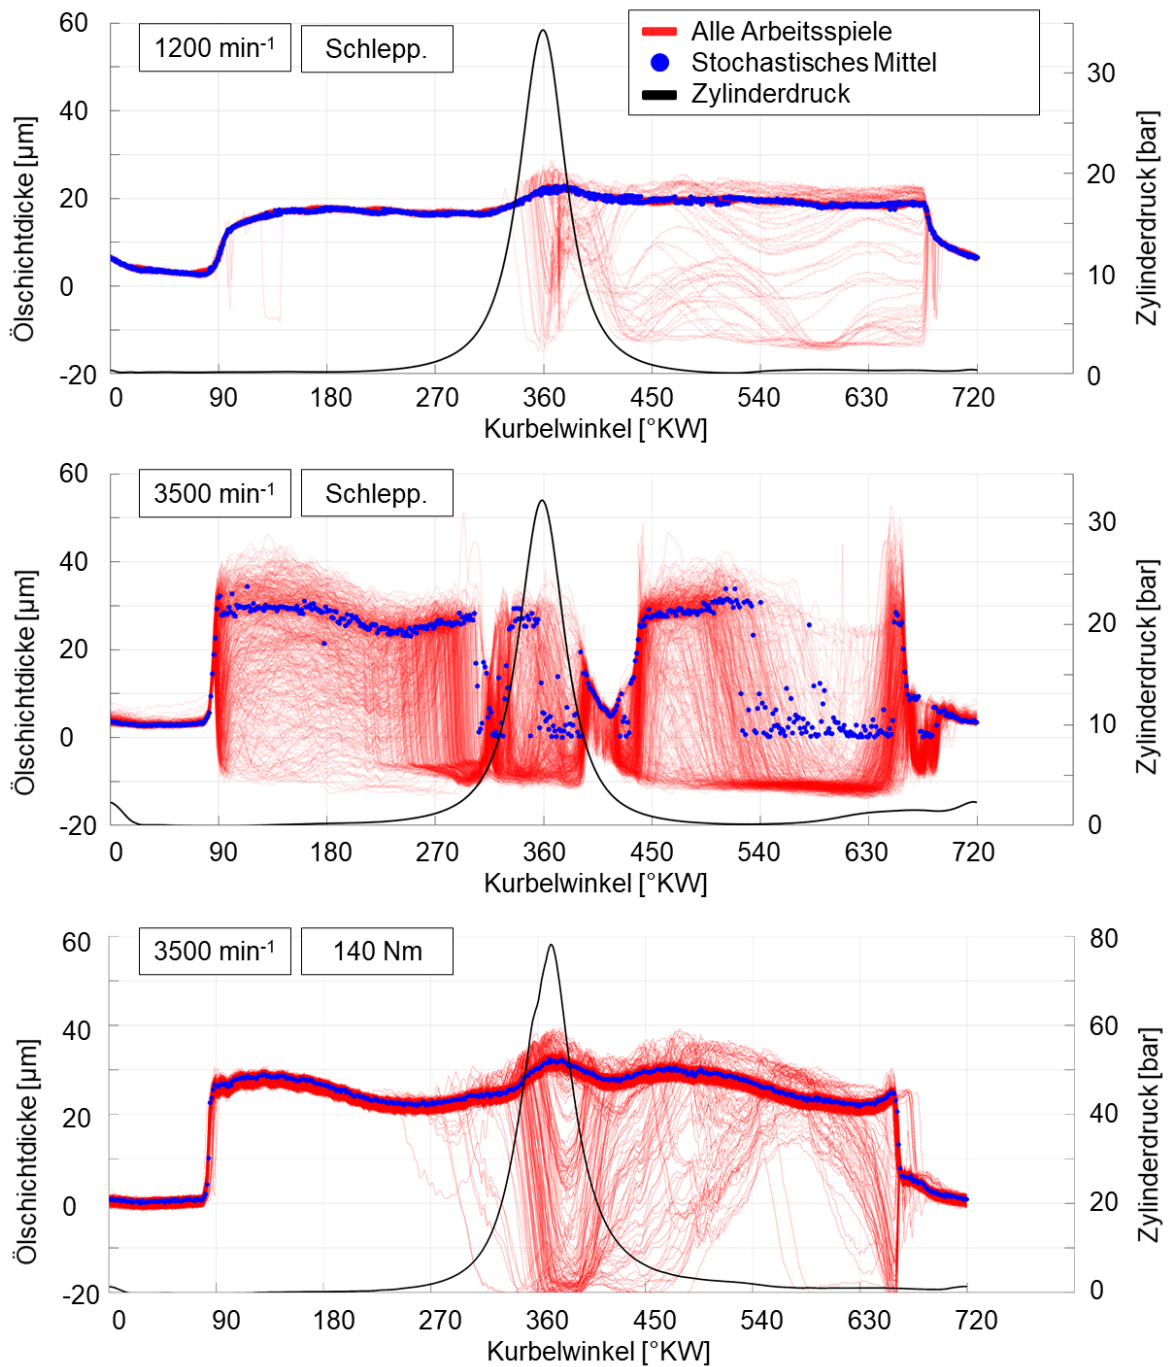 60
40
20
0
-20
Ölschichtdicke [µm]
1200 min-1
Schlepp.
Alle Arbeitsspiele
Stochastisches Mittel
Zylinderdruck
30
20
10
0
Zylinderdruck [bar]
0 90 180 270 360 450 540 630 720
Kurbelwinkel [°KW]
60
40
20
0
-20
Ölschichtdicke [µm]
3500 min-1
Schlepp.
30
20
10
0
Zylinderdruck [bar]
0 90 180 270 360 450 540 630 720
Kurbelwinkel [°KW]
60
40
20
0
-20
Ölschichtdicke [µm]
3500 min-1
140 Nm
80
60
40
20
0
Zylinderdruck [bar]
0 90 180 270 360 450 540 630 720
Kurbelwinkel [°KW]